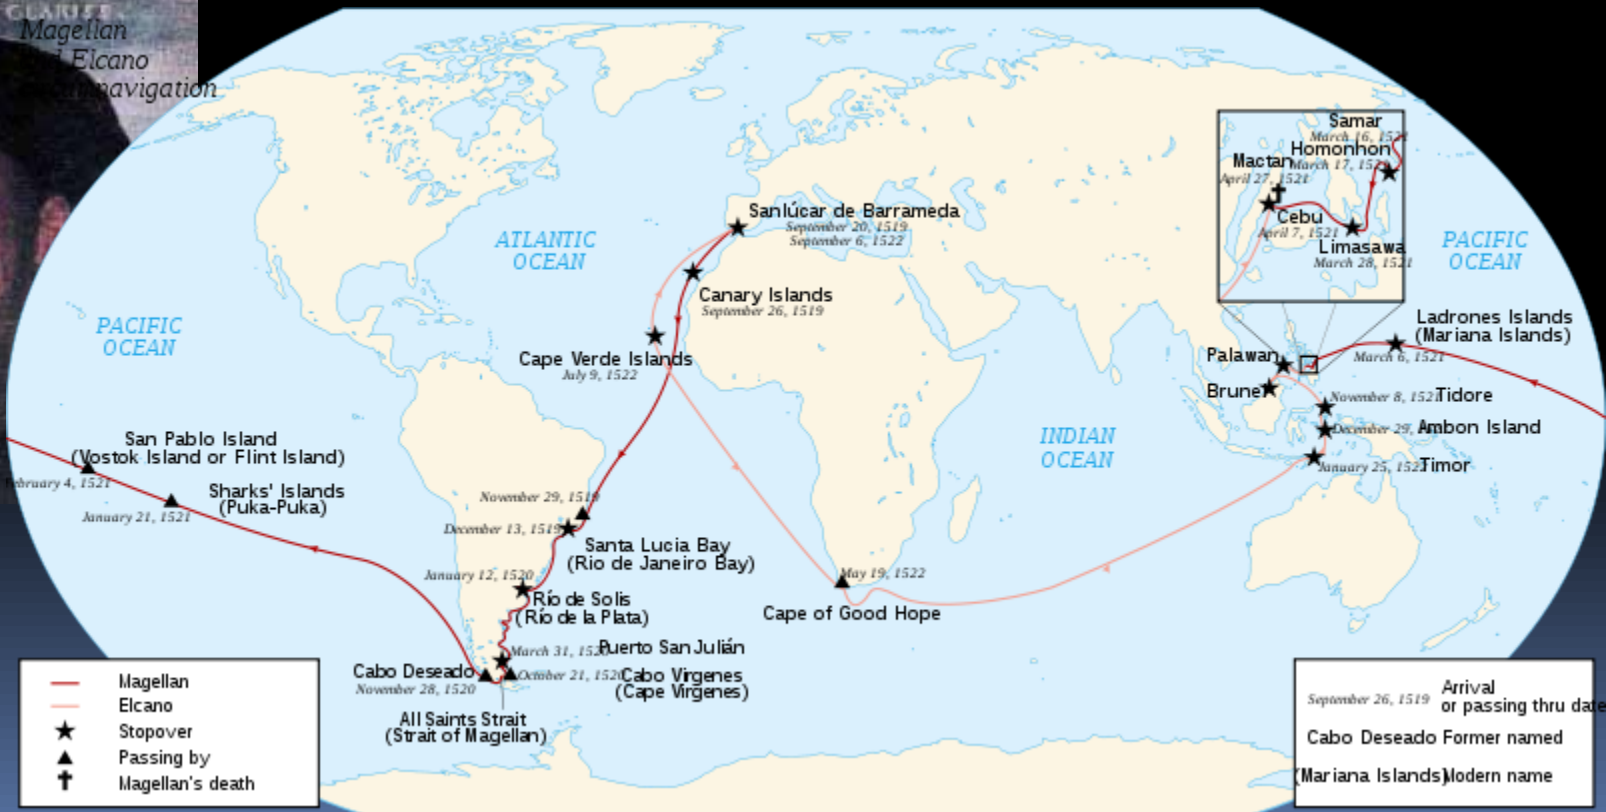 Magellan
Elcano
navigation
Samar
March 16, 1521
Homonhon
Mactan
March 17, 1521
April 27, 1521
Cebu
April 7, 1521
Limasawa
March 28, 1521
Sanlúcar de Barrameda
September 20, 1519
September 6, 1522
ATLANTIC
OCEAN
PACIFIC
OCEAN
Canary Islands
September 26, 1519
Ladrones Islands
(Mariana Islands)
March 6, 1521
PACIFIC
OCEAN
Cape Verde Islands
July 9, 1522
Palawan
Brunei
November 8, 1521 Tidore
December 29, Ambon Island
January 25, 1522 Timor
INDIAN
OCEAN
San Pablo Island
(Vostok Island or Flint Island)
February 4, 1521
Sharks' Islands
(Puka-Puka)
January 21, 1521
November 29, 1519
December 13, 1519
Santa Lucia Bay
(Rio de Janeiro Bay)
January 12, 1520
Río de Solis
(Río de la Plata)
May 19, 1522
Cape of Good Hope
March 31, 1520 Puerto San Julián
Cabo Deseado
November 28, 1520
October 21, 1520 Cabo Virgenes
(Cape Virgenes)
All Saints Strait
(Strait of Magellan)
Magellan
Elcano
Stopover
Passing by
Magellan's death
September 26, 1519 Arrival
or passing thru date
Cabo Deseado Former named
(Mariana Islands) Modern name